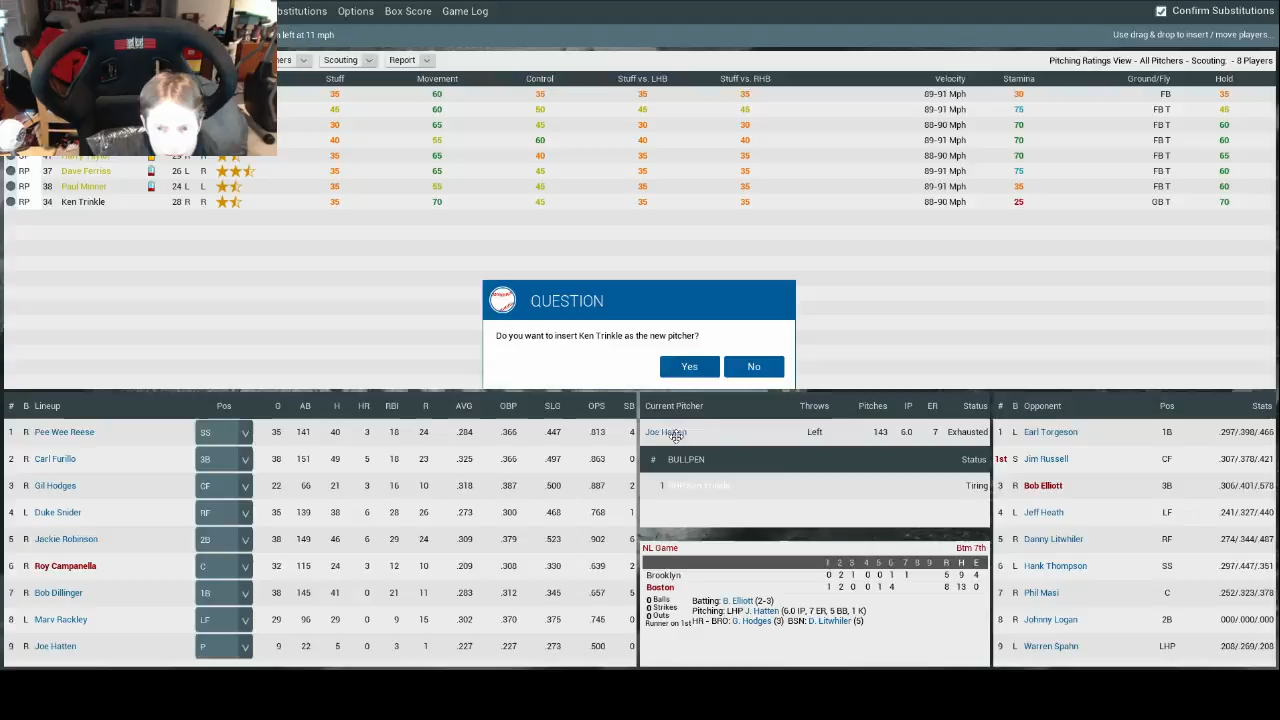 bstitutions Options Box Score Game Log Confirm Substitutions
left at 11 mph Use drag & drop to insert / move players...
Scouting Report Pitching Ratings View - All Pitchers - Scouting: - 8 Players
Stuff Movement Control Stuff vs. LHB Stuff vs. RHB Velocity Stamina Ground/Fly Hold
35 60 35 35 35 89-91 Mph 30 FB 35
45 60 50 45 45 89-91 Mph 75 FB T 45
30 65 45 30 30 88-90 Mph 70 FB T 60
40 55 60 40 40 89-91 Mph 70 FB T 60
35 65 40 35 35 88-90 Mph 70 FB T 65
RP 37 Dave Ferriss 26 L R 35 65 45 35 35 89-91 Mph 75 FB T 60
RP 38 Paul Minner 24 L L 35 55 45 35 35 89-91 Mph 35 FB T 60
RP 34 Ken Trinkle 28 R R 35 70 45 35 35 88-90 Mph 25 GB T 70
QUESTION
Do you want to insert Ken Trinkle as the new pitcher?
Yes No
# B Lineup Pos G AB H HR RBI R AVG OBP SLG OPS SB
1 R Pee Wee Reese SS 35 141 40 3 18 24 .284 .366 .447 .813 4
2 R Carl Furillo 3B 38 151 49 5 18 23 .325 .366 .497 .863 0
3 R Gil Hodges CF 22 66 21 3 16 10 .318 .387 .500 .887 2
4 L Duke Snider RF 35 139 38 6 28 26 .273 .300 .468 .768 1
5 R Jackie Robinson 2B 38 149 46 6 29 24 .309 .379 .523 .902 6
6 R Roy Campanella C 32 115 24 3 12 10 .209 .308 .330 .639 2
7 R Bob Dillinger 1B 38 145 41 0 21 11 .283 .312 .345 .657 5
8 L Marv Rackley LF 29 96 29 0 9 15 .302 .370 .375 .745 0
9 R Joe Hatten P 9 22 5 0 3 1 .227 .227 .273 .500 0
Current Pitcher Throws Pitches IP ER Status
Joe Hatten Left 143 6.0 7 Exhausted
# BULLPEN Status
1 RHP Ken Trinkle Tiring
NL Game Btm 7th
1 2 3 4 5 6 7 8 9 R H E
Brooklyn 0 2 1 0 0 1 1 5 9 4
Boston 1 2 0 0 1 4 8 13 0
0 Balls
0 Strikes
0 Outs
Runner on 1st
Batting: B. Elliott (2-3)
Pitching: LHP J. Hatten (6.0 IP, 7 ER, 5 BB, 1 K)
HR - BRO: G. Hodges (3) BSN: D. Litwhiler (5)
# B Opponent Pos Stats
1 L Earl Torgeson 1B .297/.398/.466
1st S Jim Russell CF .307/.378/.421
3 R Bob Elliott 3B .306/.401/.578
4 L Jeff Heath LF .241/.327/.440
5 R Danny Litwhiler RF .274/.344/.487
6 L Hank Thompson SS .297/.447/.351
7 R Phil Masi C .252/.323/.378
8 R Johnny Logan 2B .000/.000/.000
9 L Warren Spahn LHP .208/.269/.208